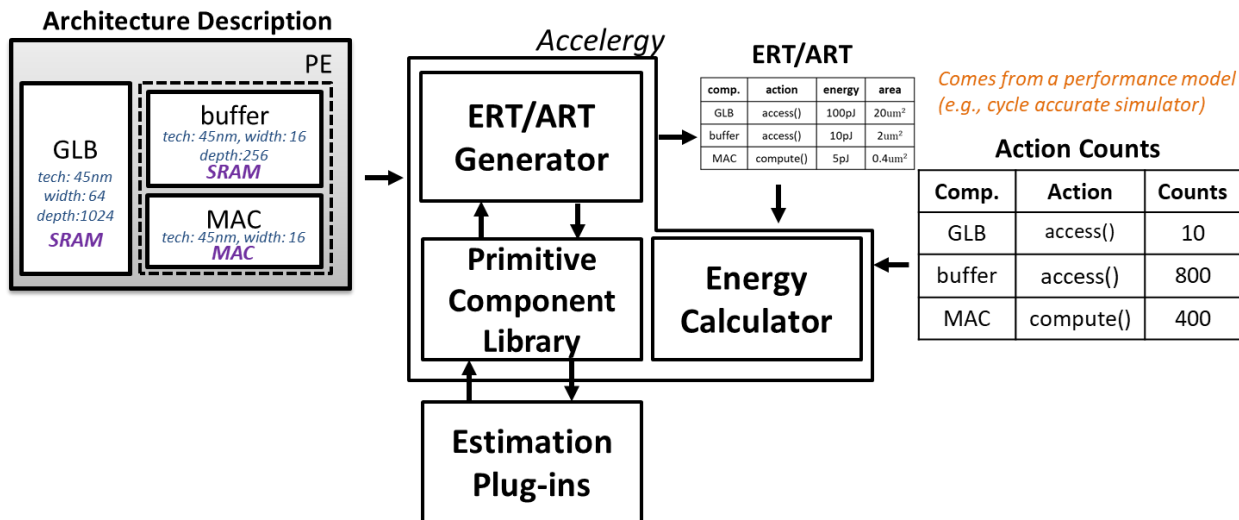 Architecture Description
PE
GLB
tech: 45nm
width: 64
depth:1024
SRAM
buffer
tech: 45nm, width: 16
depth:256
SRAM
MAC
tech: 45nm, width: 16
MAC
Accelergy
ERT/ART
Generator
Primitive
Component
Library
Energy
Calculator
Estimation
Plug-ins
ERT/ART
comp. action energy area
GLB access() 100pJ 20um²
buffer access() 10pJ 2um²
MAC compute() 5pJ 0.4um²
Comes from a performance model
(e.g., cycle accurate simulator)
Action Counts
Comp. Action Counts
GLB access() 10
buffer access() 800
MAC compute() 400